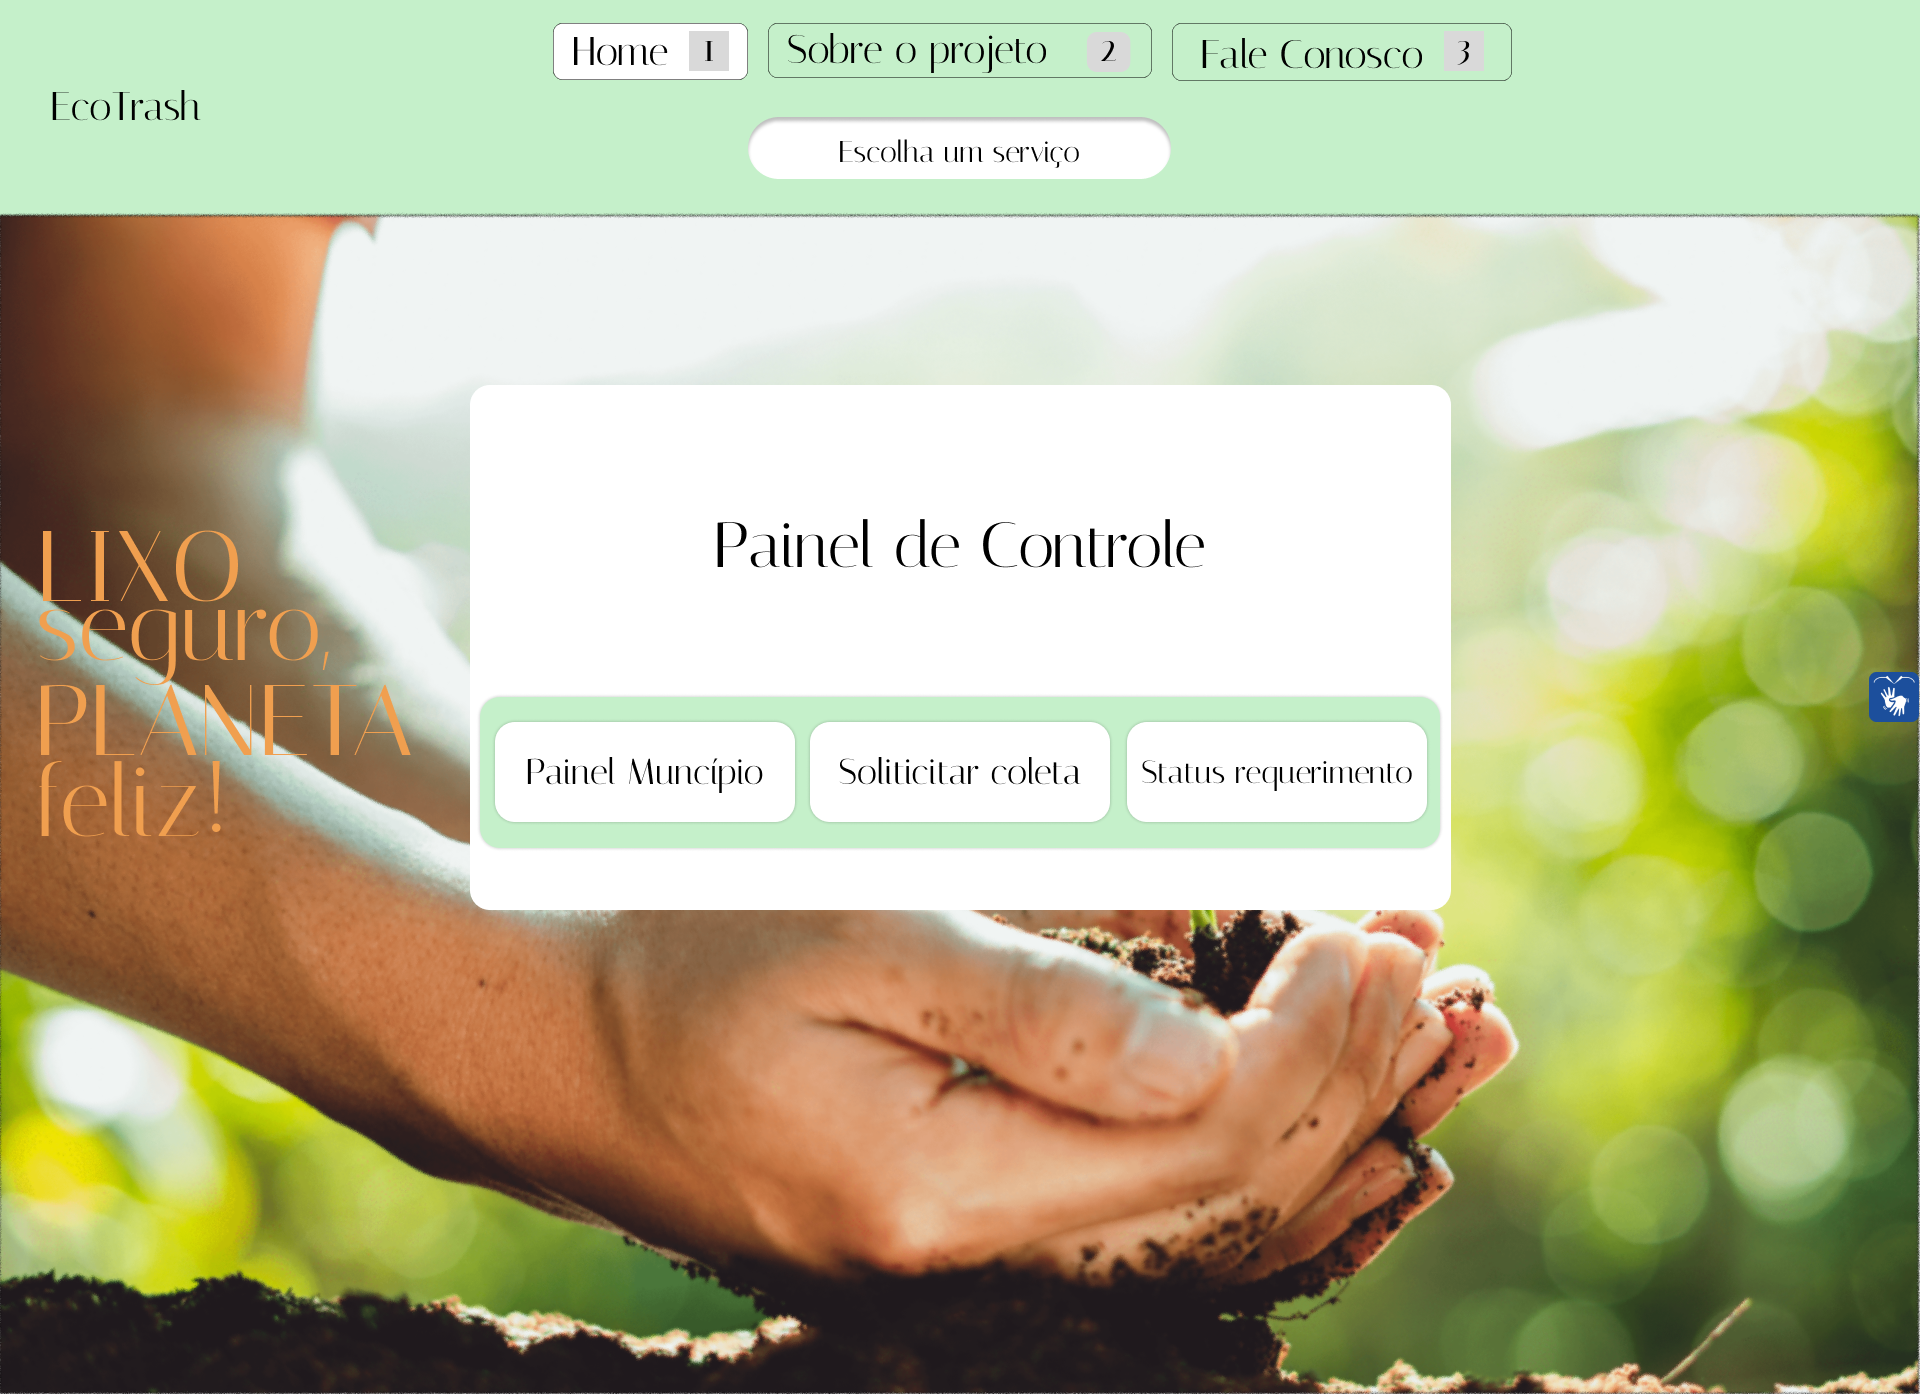 Home 1
Sobre o projeto 2
Fale Conosco 3
EcoTrash
Escolha um serviço
Painel de Controle
LIXO
seguro,
PLANETA
feliz!
Painel Muncípio
Soliticitar coleta
Status requerimento